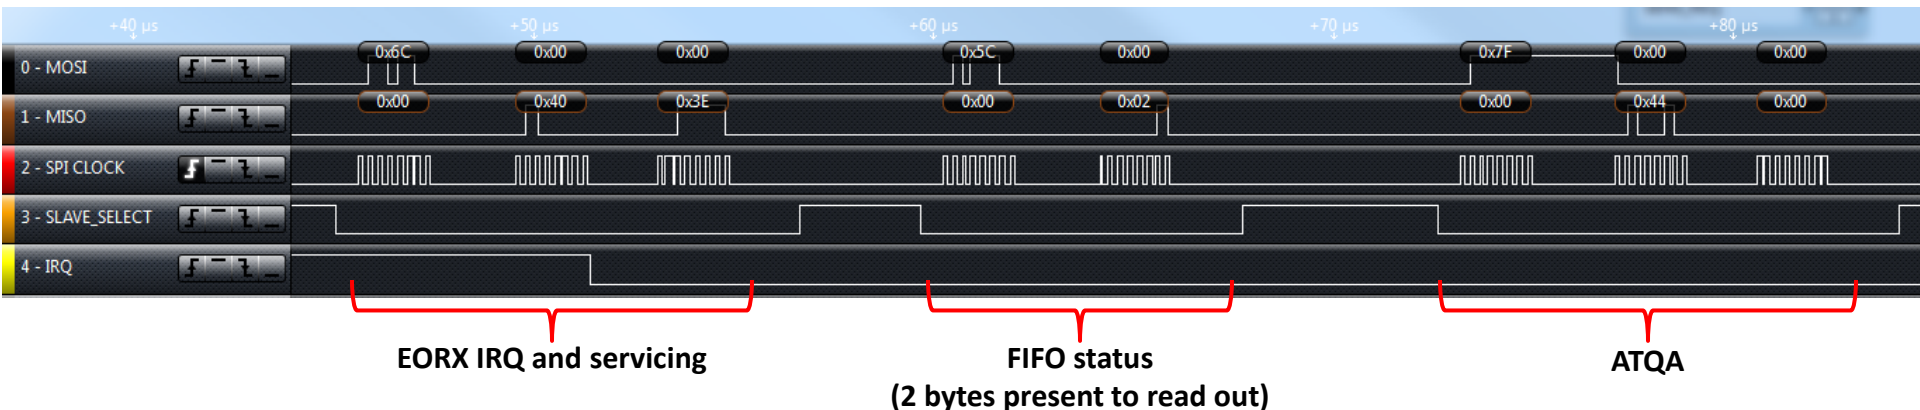 +40 µs +50 µs +60 µs +70 µs +80 µs
0 - MOSI 0x6C 0x00 0x00 0x5C 0x00 0x7F 0x00 0x00
1 - MISO 0x00 0x40 0x3E 0x00 0x02 0x00 0x44 0x00
2 - SPI CLOCK
3 - SLAVE_SELECT
4 - IRQ
EORX IRQ and servicing FIFO status ATQA
(2 bytes present to read out)